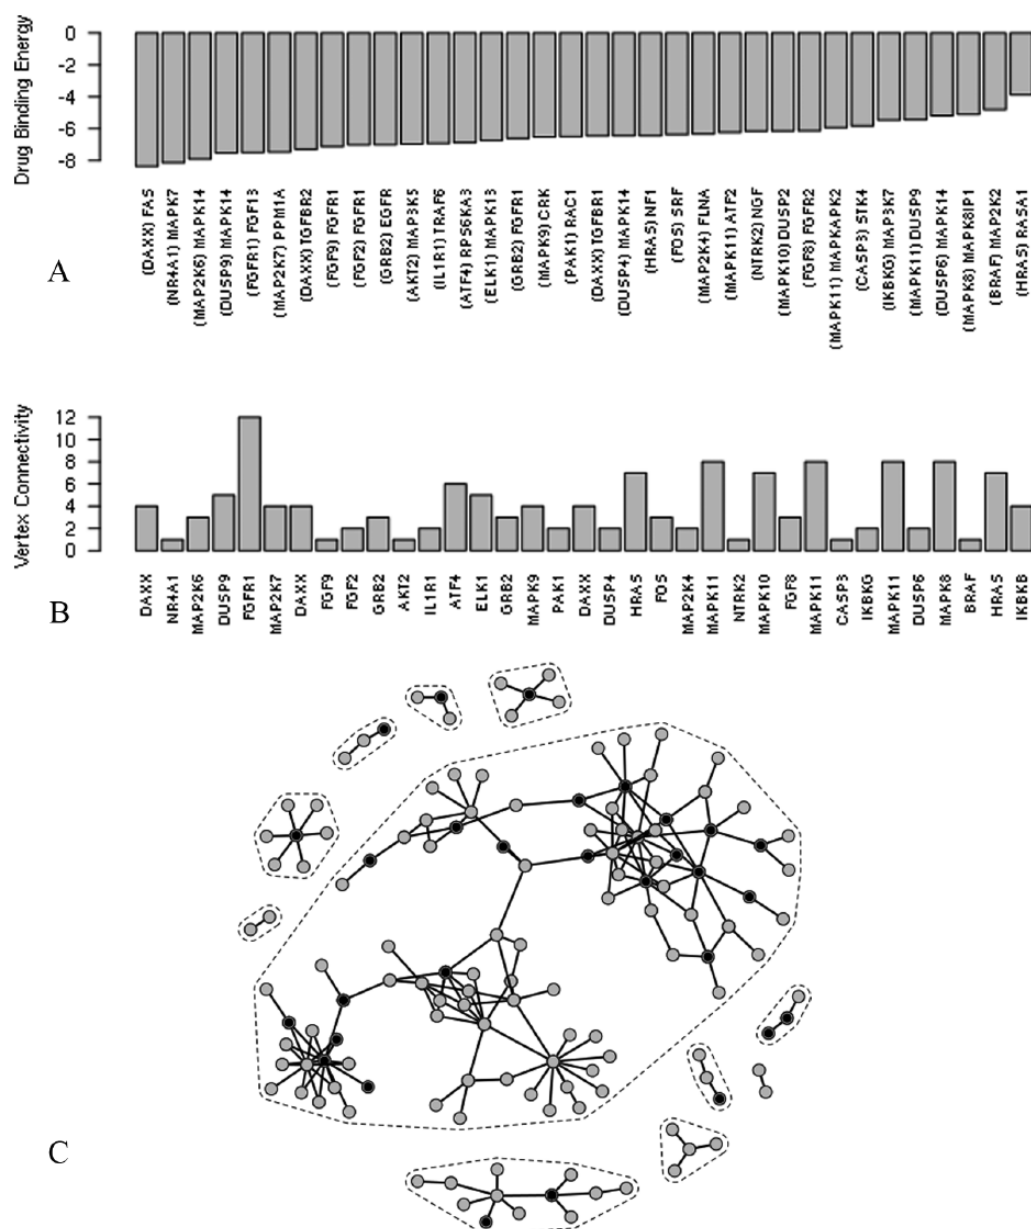 Drug Binding Energy
0
-2
-4
-6
-8
(DAXX) FAS
(NR4A1) MAPK7
(MAP2K6) MAPK14
(DUSP9) MAPK14
(FGFR1) FGF13
(MAP2K7) PPM1A
(DAXX) TGFBR2
(FGF9) FGFR1
(FGF2) FGFR1
(GRB2) EGFR
(AKT2) MAP3K5
(IL1R1) TRAF6
(ATF4) RPS6KA3
(ELK1) MAPK13
(GRB2) FGFR1
(MAPK9) CRK
(PAK1) RAC1
(DAXX) TGFBR1
(DUSP4) MAPK14
(HRAS) NF1
(FOS) SRF
(MAP2K4) FLNA
(MAPK11) ATF2
(NTRK2) NGF
(MAPK10) DUSP2
(FGF8) FGFR2
(MAPK11) MAPKAPK2
(CASP3) STK4
(IKBKG) MAP3K7
(MAPK11) DUSP9
(DUSP6) MAPK14
(MAPK8) MAPK8IP1
(BRAF) MAP2K2
(HRAS) RASA1
A
Vertex Connectivity
12
10
8
6
4
2
0
DAXX
NR4A1
MAP2K6
DUSP9
FGFR1
MAP2K7
DAXX
FGF9
FGF2
GRB2
AKT2
IL1R1
ATF4
ELK1
GRB2
MAPK9
PAK1
DAXX
DUSP4
HRAS
FOS
MAP2K4
MAPK11
NTRK2
MAPK10
FGF8
MAPK11
CASP3
IKBKG
MAPK11
DUSP6
MAPK8
BRAF
HRAS
IKBKB
B
C